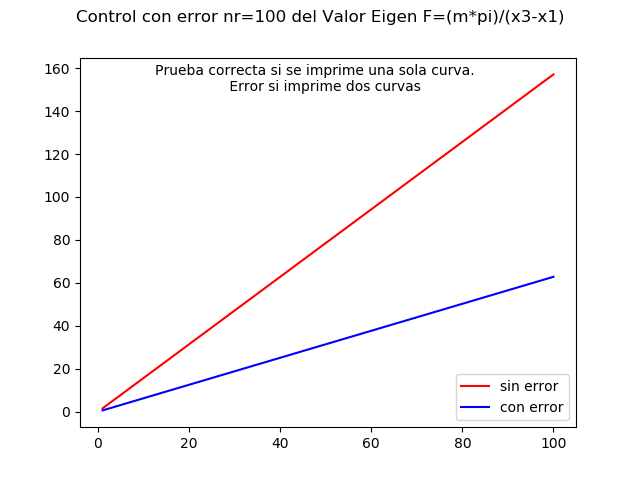 Control con error nr=100 del Valor Eigen F=(m*pi)/(x3-x1)
Prueba correcta si se imprime una sola curva.
Error si imprime dos curvas
160
140
120
100
80
60
40
20
0
sin error
con error
0 20 40 60 80 100